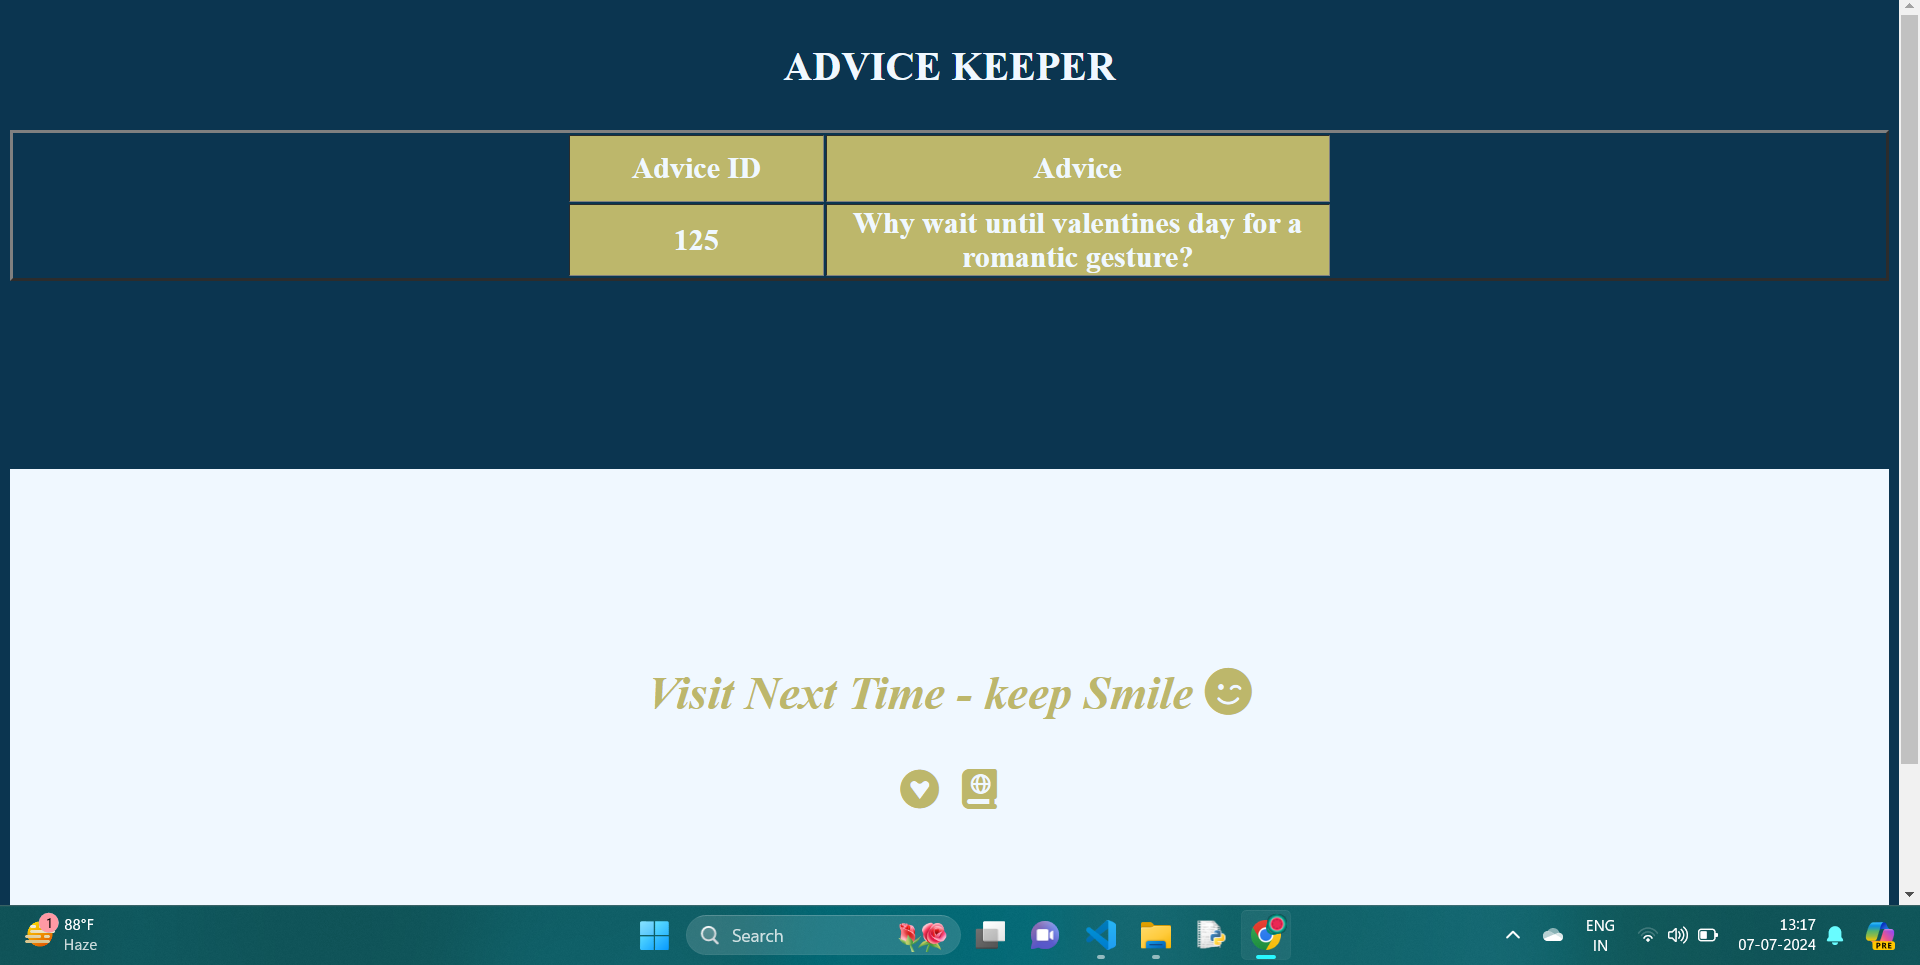 ADVICE KEEPER
Advice ID
Advice
125
Why wait until valentines day for a
romantic gesture?
Visit Next Time - keep Smile
1
88°F
Haze
Search
ENG
IN
13:17
07-07-2024
PRE